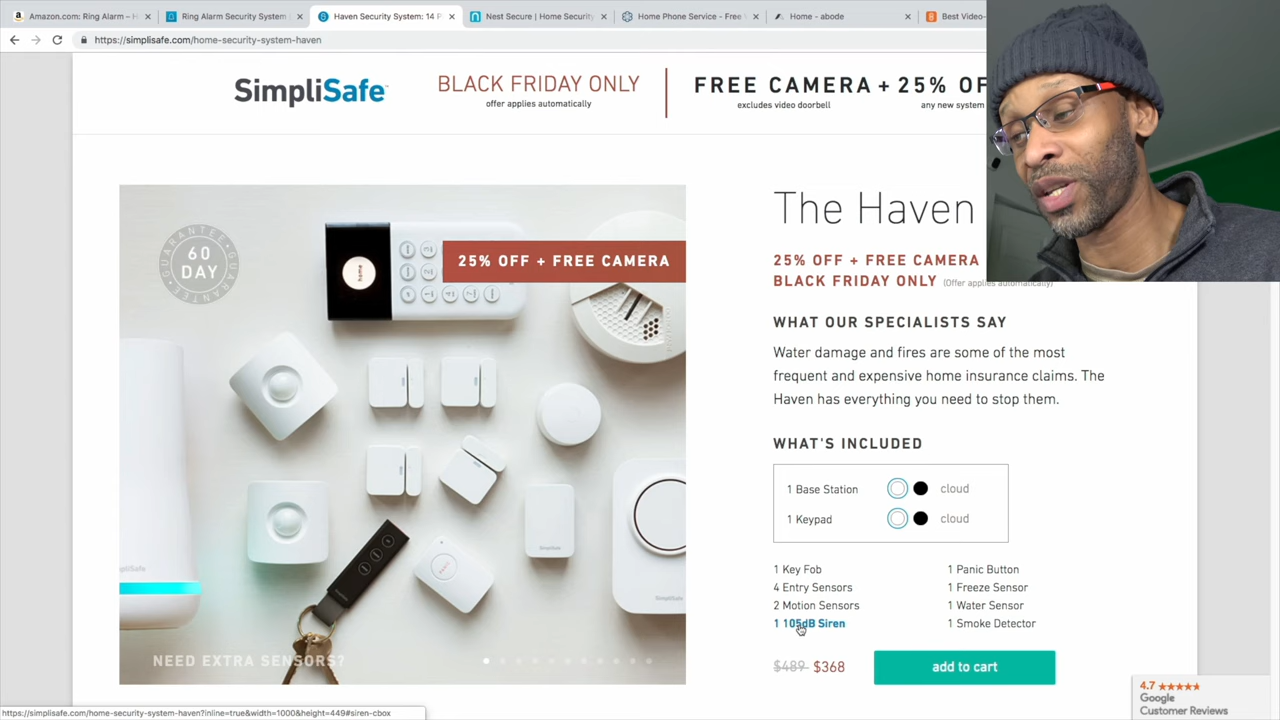 Amazon.com: Ring Alarm – H
Ring Alarm Security System
Haven Security System: 14 P
Nest Secure | Home Security
Home Phone Service - Free
Home - abode
Best Video-
https://simplisafe.com/home-security-system-haven
SimpliSafe
BLACK FRIDAY ONLY
offer applies automatically
FREE CAMERA + 25% OF
excludes video doorbell
any new system
60
DAY
GUARANTEE
GUARANTEE
home
25% OFF + FREE CAMERA
SimpliSafe
NEED EXTRA SENSORS?
The Haven
25% OFF + FREE CAMERA
BLACK FRIDAY ONLY (Offer applies automatically)
WHAT OUR SPECIALISTS SAY
Water damage and fires are some of the most
frequent and expensive home insurance claims. The
Haven has everything you need to stop them.
WHAT'S INCLUDED
1 Base Station cloud
1 Keypad cloud
1 Key Fob
4 Entry Sensors
2 Motion Sensors
1 105dB Siren
1 Panic Button
1 Freeze Sensor
1 Water Sensor
1 Smoke Detector
$489 $368
add to cart
4.7
Google
Customer Reviews
https://simplisafe.com/home-security-system-haven?inline=true&width=1000&height=449#siren-cbox